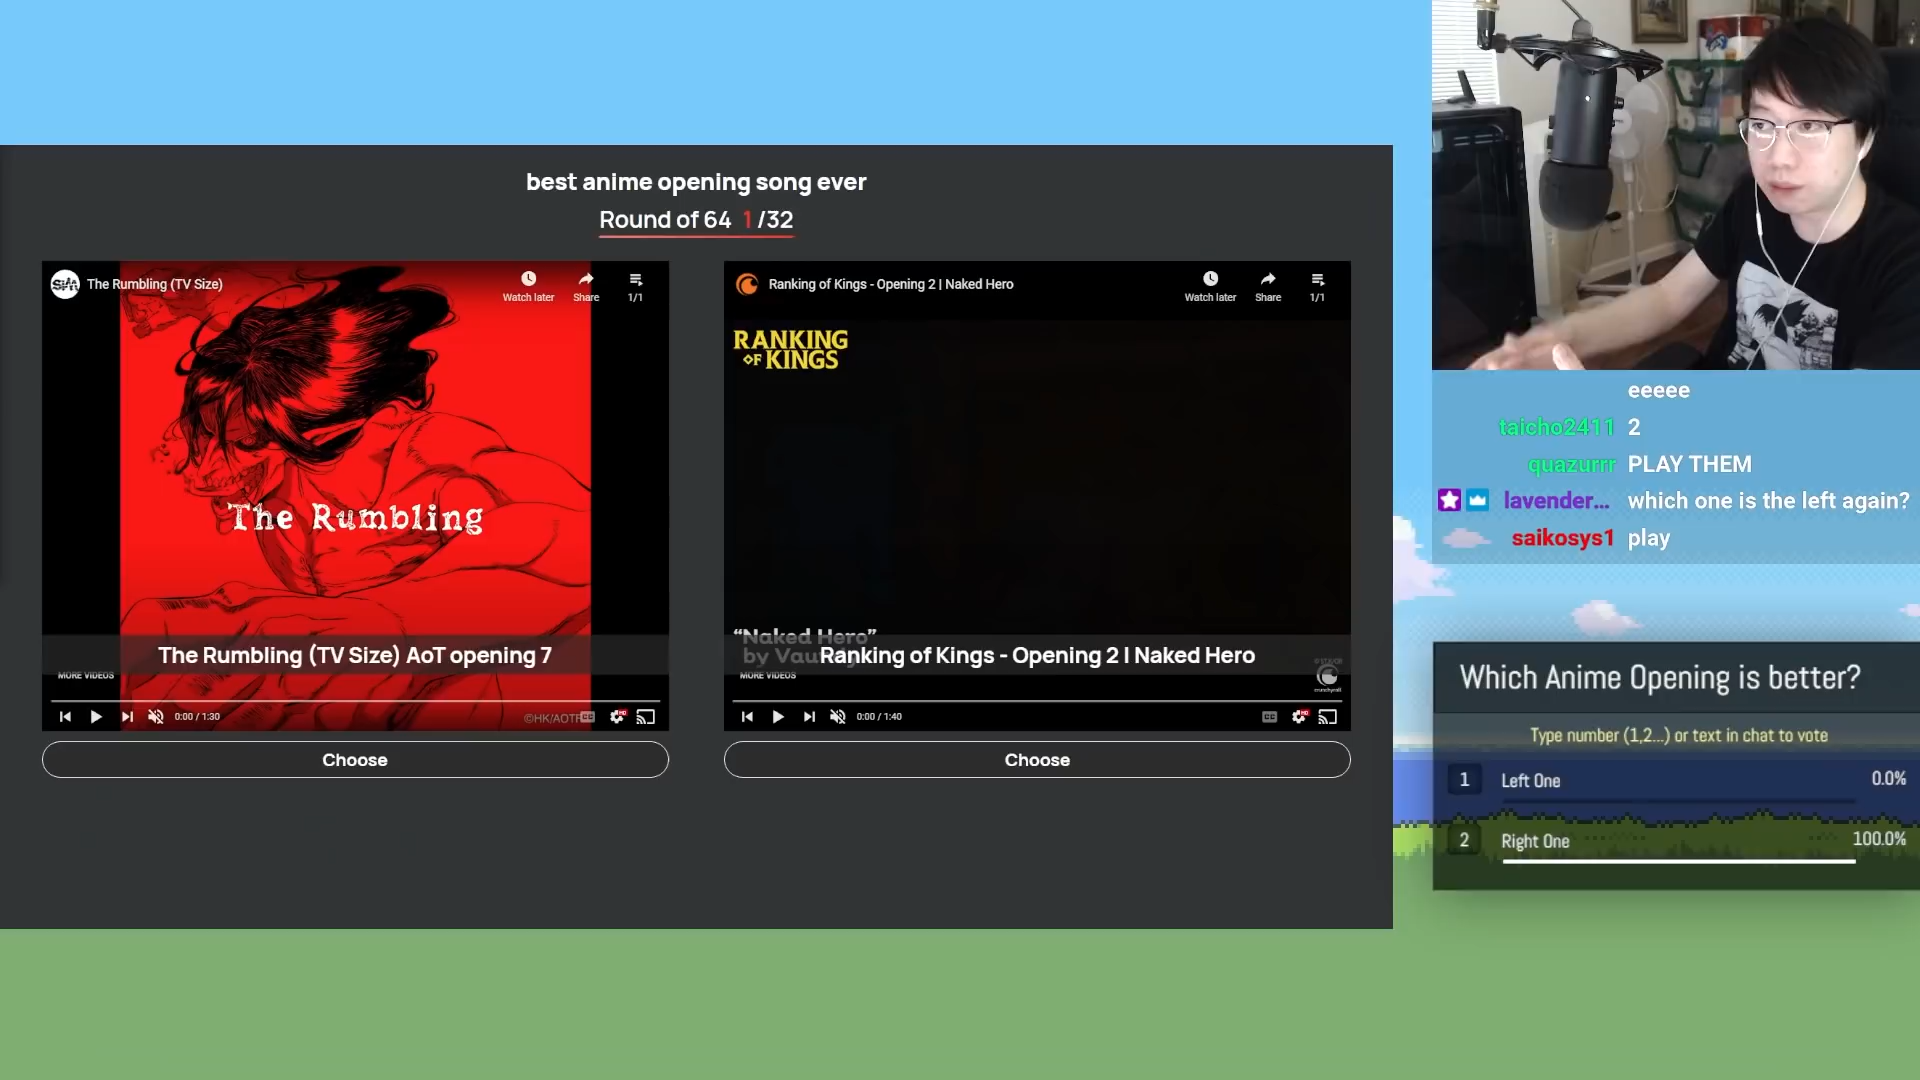 best anime opening song ever
Round of 64 1 /32
The Rumbling (TV Size)
Watch later
Share
1/1
The Rumbling
The Rumbling (TV Size) AoT opening 7
MORE VIDEOS
0:00 / 1:30
©HK/AOTF
Choose
Ranking of Kings - Opening 2 | Naked Hero
Watch later
Share
1/1
RANKING
OF KINGS
"Naked Hero"
by Vau
Ranking of Kings - Opening 2 | Naked Hero
MORE VIDEOS
crunchyroll
0:00 / 1:40
Choose
eeeee
taicho2411 2
quazurrr PLAY THEM
lavender... which one is the left again?
saikosys1 play
Which Anime Opening is better?
Type number (1,2...) or text in chat to vote
1 Left One 0.0%
2 Right One 100.0%